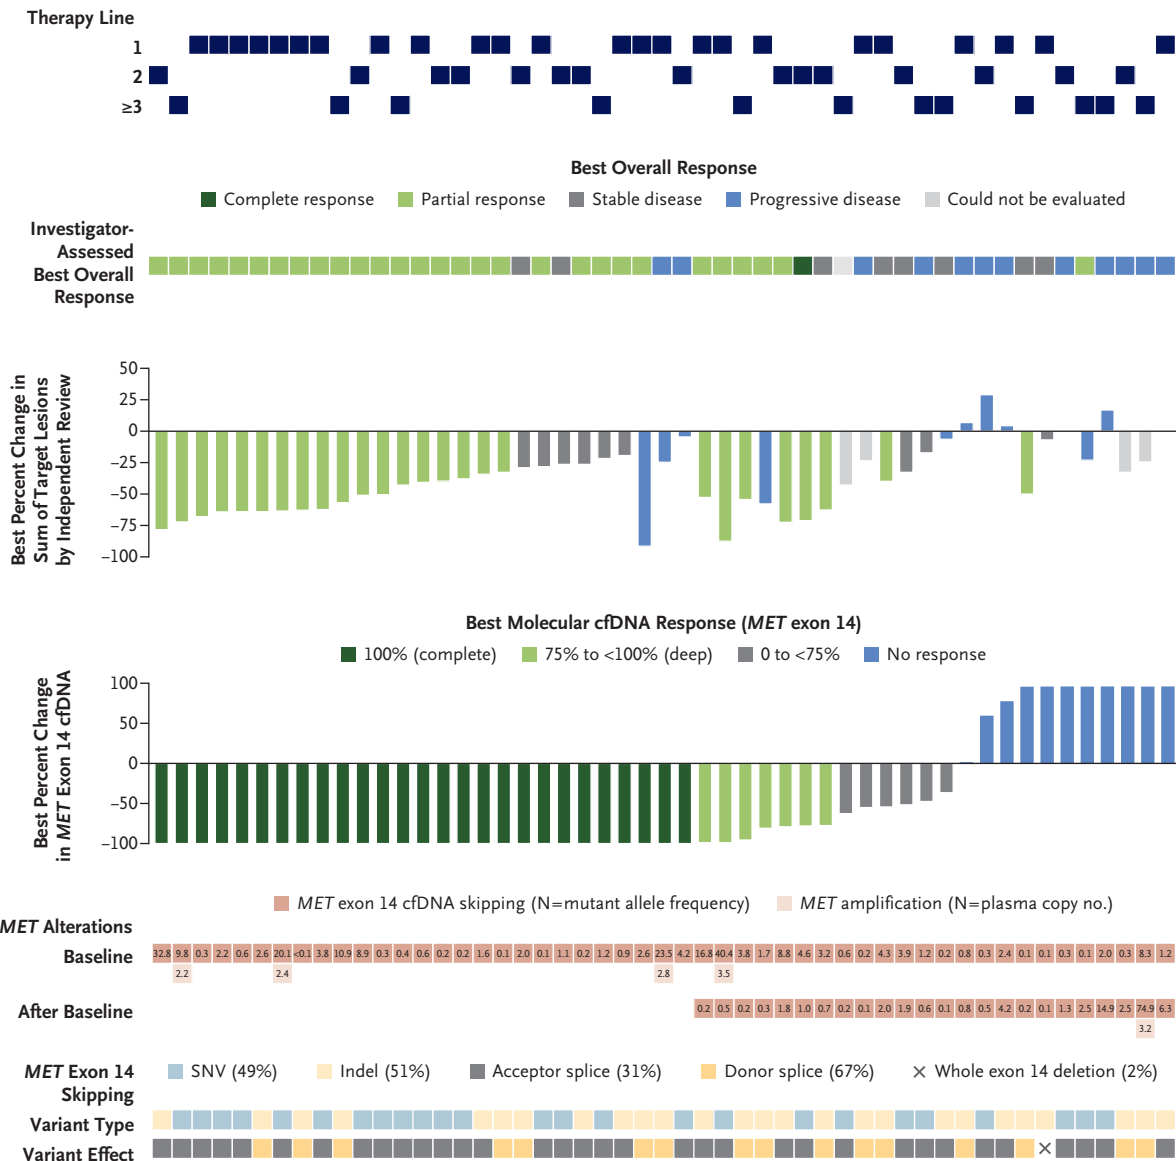 Therapy Line
1
2
≥3
Best Overall Response
Complete response Partial response Stable disease Progressive disease Could not be evaluated
Investigator-
Assessed
Best Overall
Response
Best Percent Change in
Sum of Target Lesions
by Independent Review
50
25
0
−25
−50
−75
−100
Best Molecular cfDNA Response (MET exon 14)
100% (complete) 75% to <100% (deep) 0 to <75% No response
Best Percent Change
in MET Exon 14 cfDNA
100
50
0
−50
−100
MET exon 14 cfDNA skipping (N=mutant allele frequency) MET amplification (N=plasma copy no.)
MET Alterations
Baseline 32.8 9.8 0.3 2.2 0.6 2.6 20.1 <0.1 3.8 10.9 8.9 0.3 0.4 0.6 0.2 0.2 1.6 0.1 2.0 0.1 1.1 0.2 1.2 0.9 2.6 23.5 4.2 16.8 40.4 3.8 1.7 8.8 4.6 3.2 0.6 0.2 4.3 3.9 1.2 0.2 0.8 0.3 0.1 0.1 0.1 0.3 0.1 2.0 0.3 8.3 1.2
2.2 2.4 2.8 3.5
After Baseline 0.2 0.5 0.2 0.3 1.8 1.0 0.7 0.2 0.1 2.0 1.9 0.6 0.1 0.8 0.5 4.2 0.2 0.1 1.3 2.5 14.9 2.5 74.9 6.3
3.2
MET Exon 14
Skipping
SNV (49%) Indel (51%) Acceptor splice (31%) Donor splice (67%) × Whole exon 14 deletion (2%)
Variant Type
Variant Effect ×